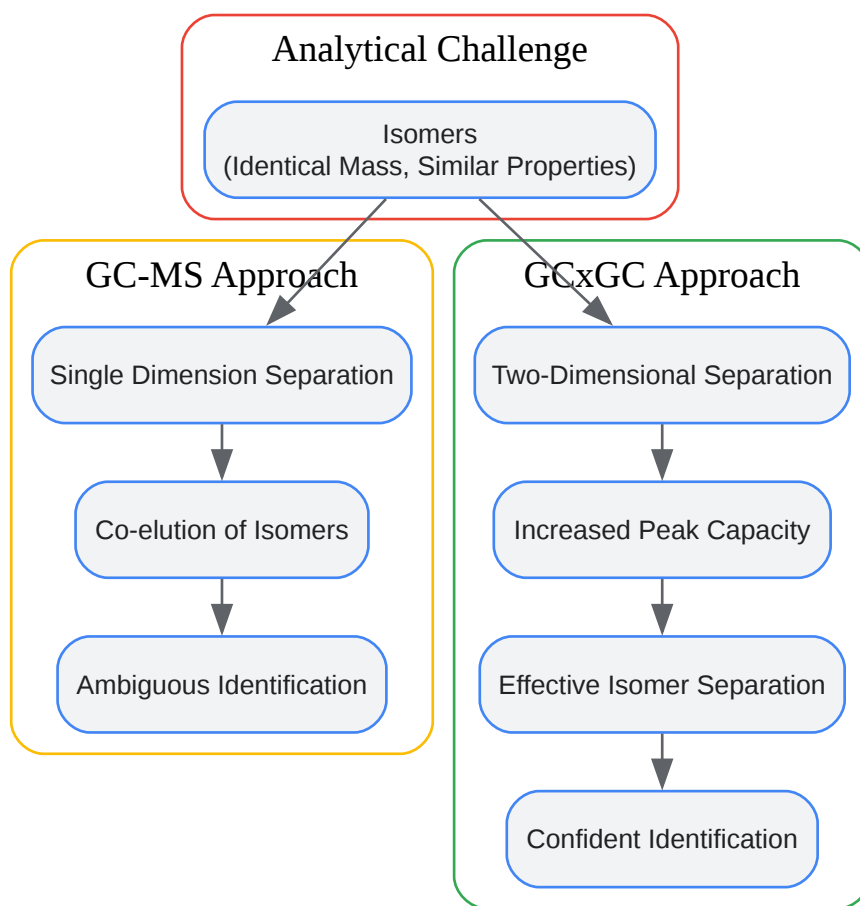 Analytical Challenge
Isomers
(Identical Mass, Similar Properties)
GC-MS Approach
Single Dimension Separation
Co-elution of Isomers
Ambiguous Identification
GCxGC Approach
Two-Dimensional Separation
Increased Peak Capacity
Effective Isomer Separation
Confident Identification